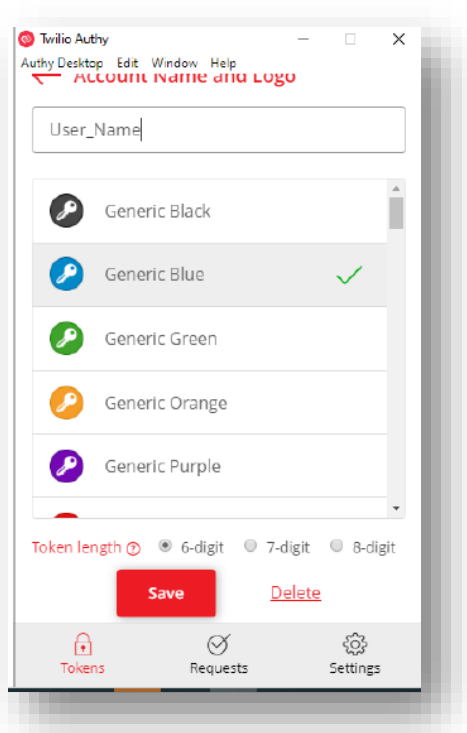 Twilio Authy
Authy Desktop Edit Window Help
Account Name and Logo
User_Name
Generic Black
Generic Blue
Generic Green
Generic Orange
Generic Purple
Token length ? 6-digit 7-digit 8-digit
Save Delete
Tokens Requests Settings